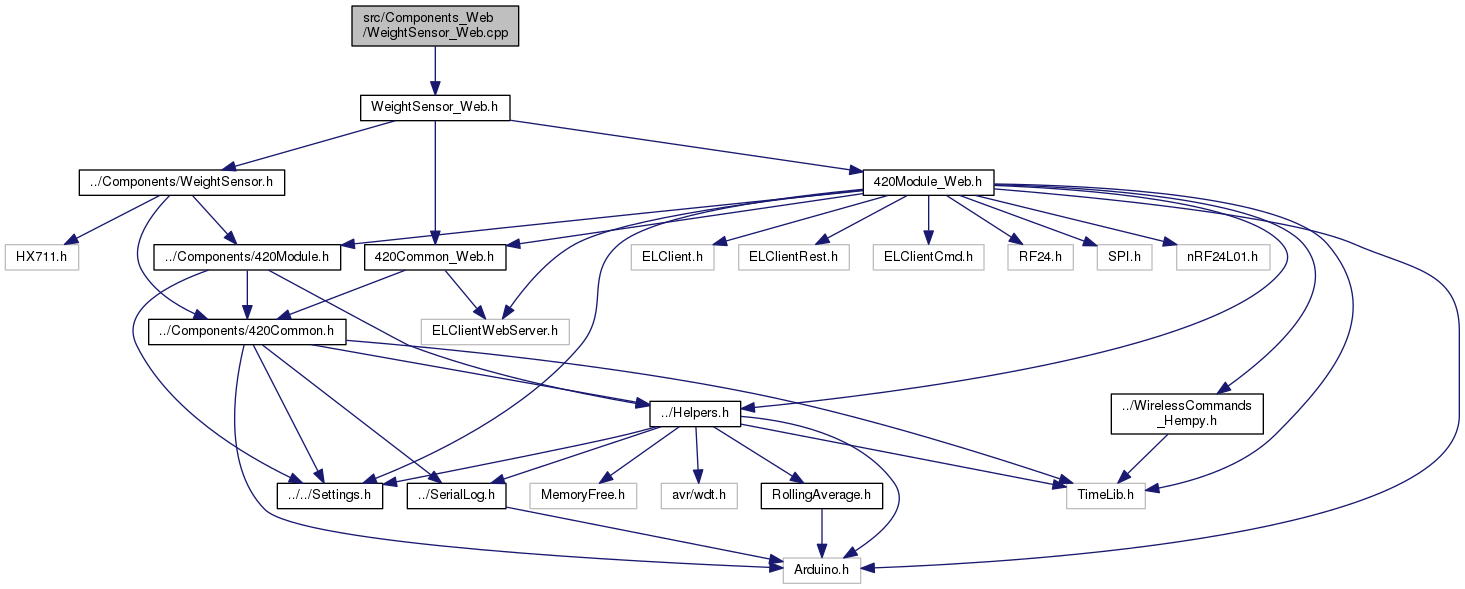 src/Components_Web
/WeightSensor_Web.cpp
WeightSensor_Web.h
../Components/WeightSensor.h
420Module_Web.h
HX711.h
../Components/420Module.h
420Common_Web.h
ELClient.h
ELClientRest.h
ELClientCmd.h
RF24.h
SPI.h
nRF24L01.h
../Components/420Common.h
ELClientWebServer.h
../Helpers.h
../WirelessCommands
_Hempy.h
../../Settings.h
../SerialLog.h
MemoryFree.h
avr/wdt.h
RollingAverage.h
TimeLib.h
Arduino.h